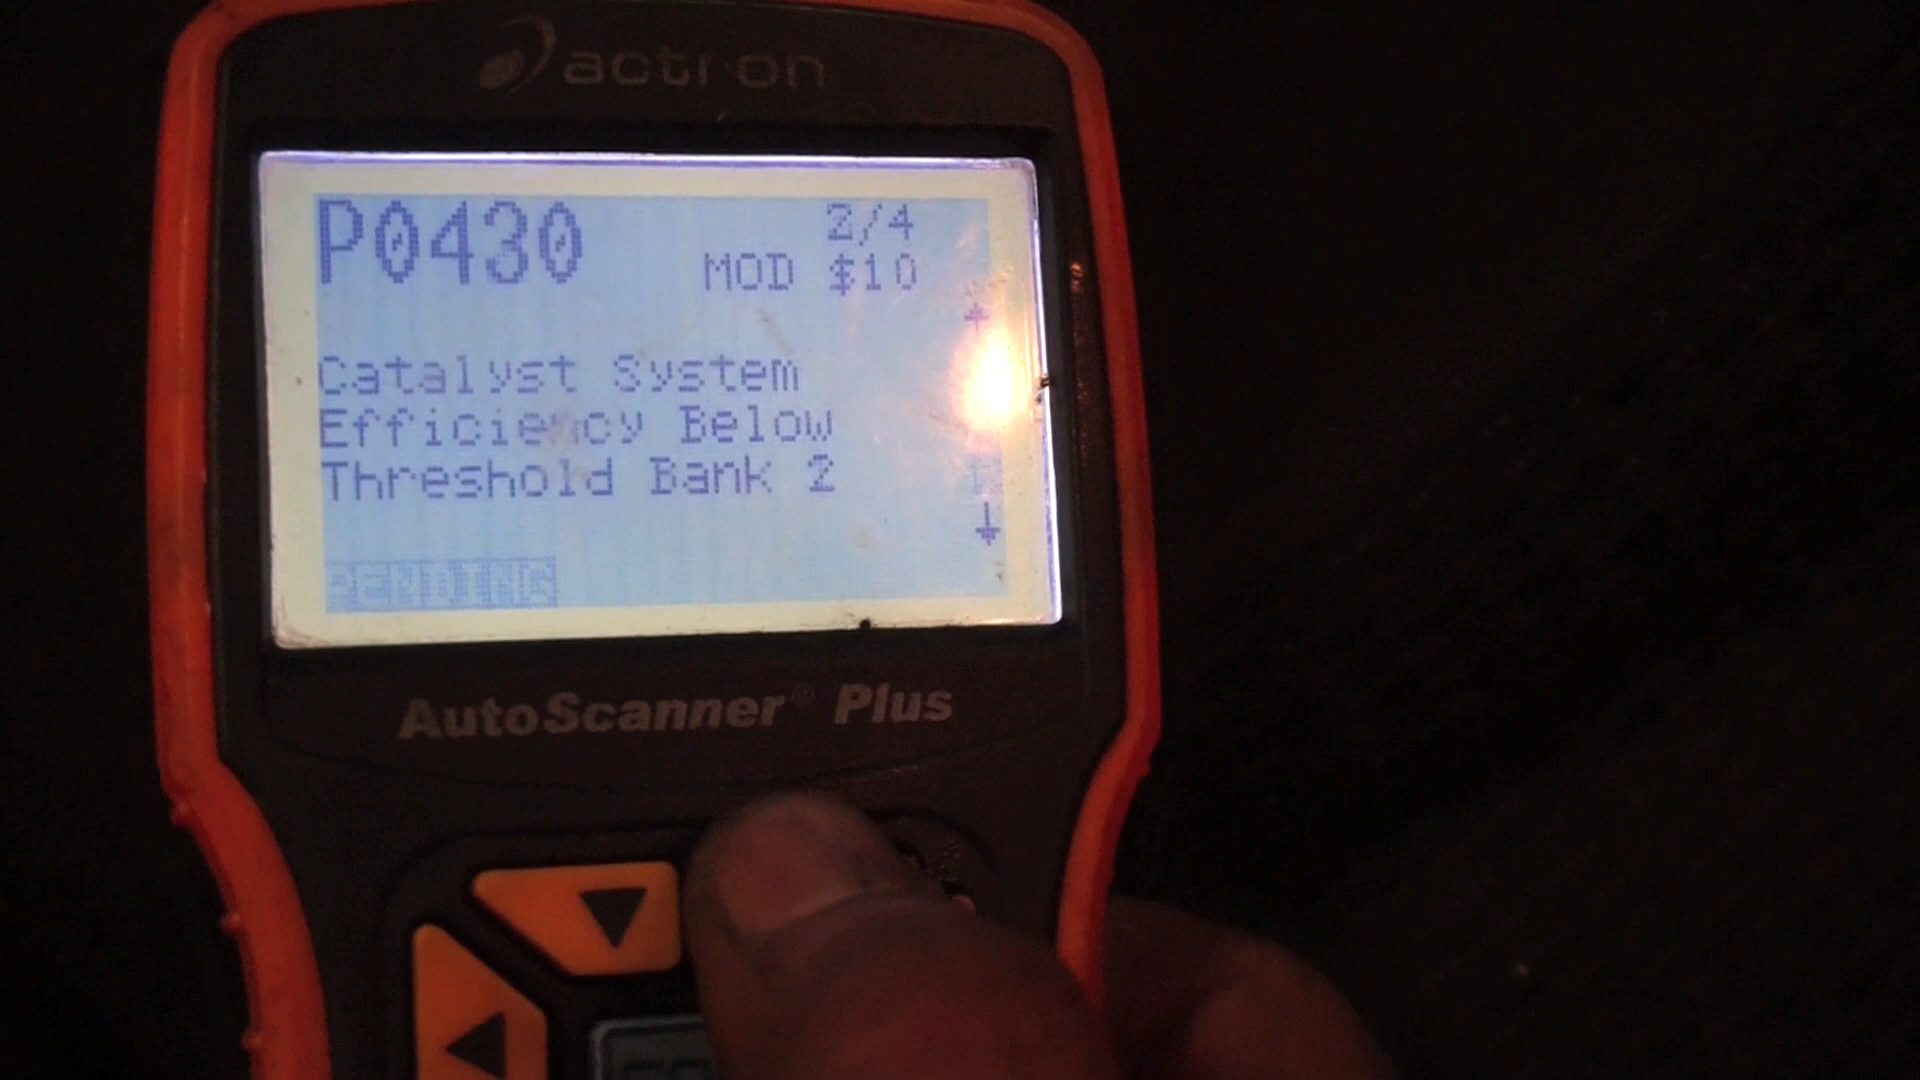 actron
P0430 2/4
MOD $10
Catalyst System
Efficiency Below
Threshold Bank 2
PENDING
AutoScanner® Plus